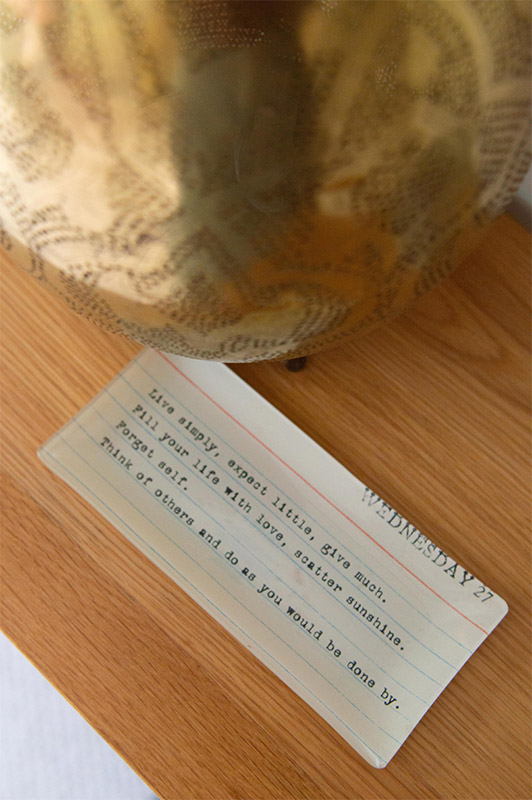 WEDNESDAY 27
Live simply, expect little, give much.
Fill your life with love, scatter sunshine.
Forget self.
Think of others and do as you would be done by.